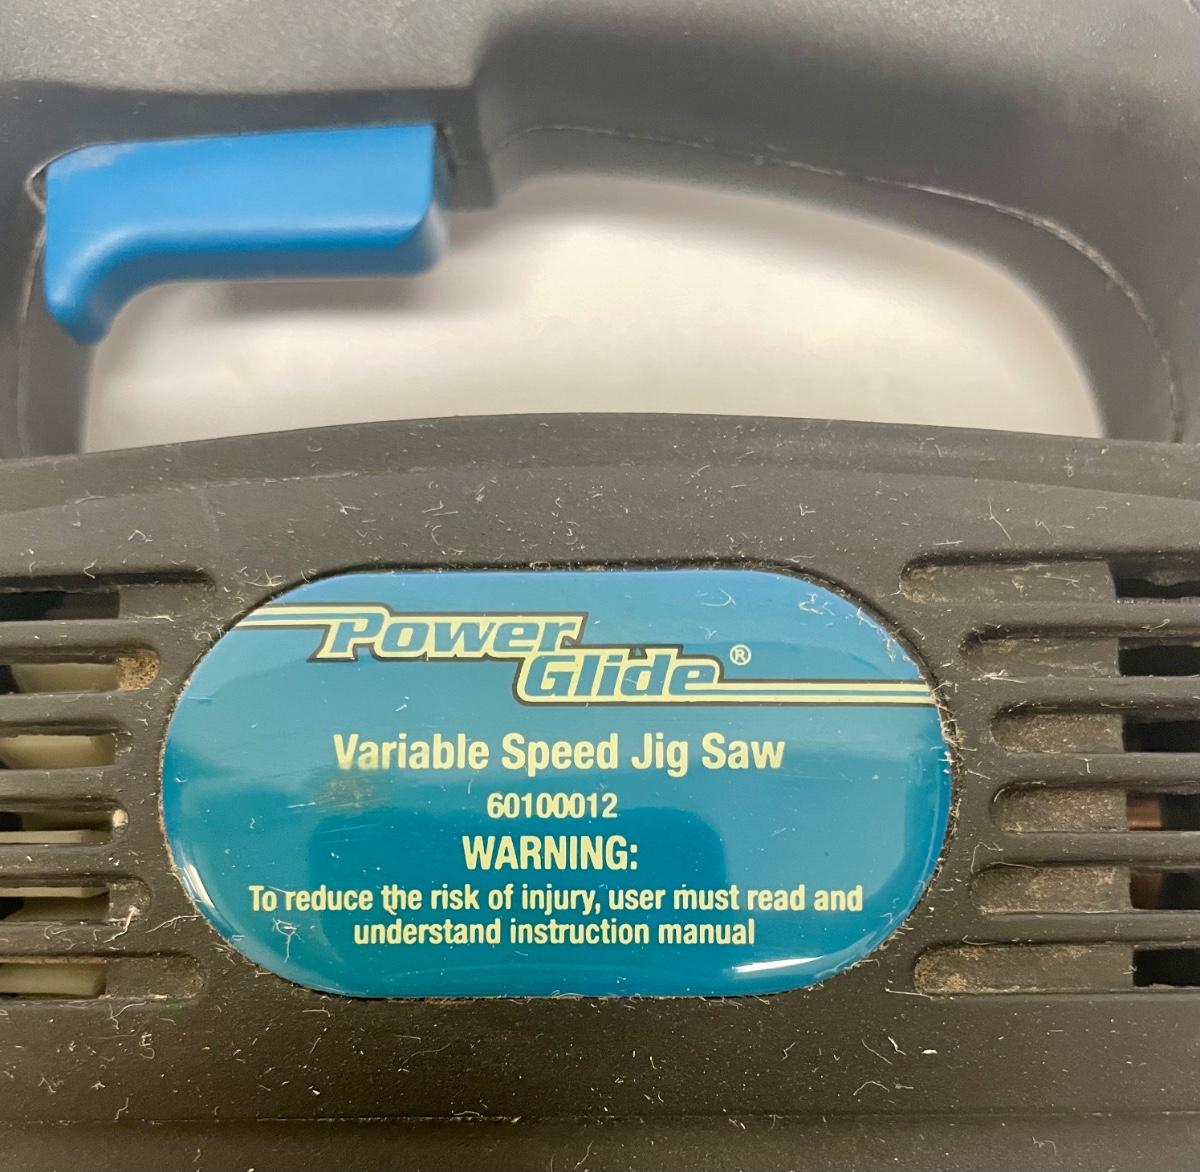 Power
Glide®
Variable Speed Jig Saw
60100012
WARNING:
To reduce the risk of injury, user must read and
understand instruction manual